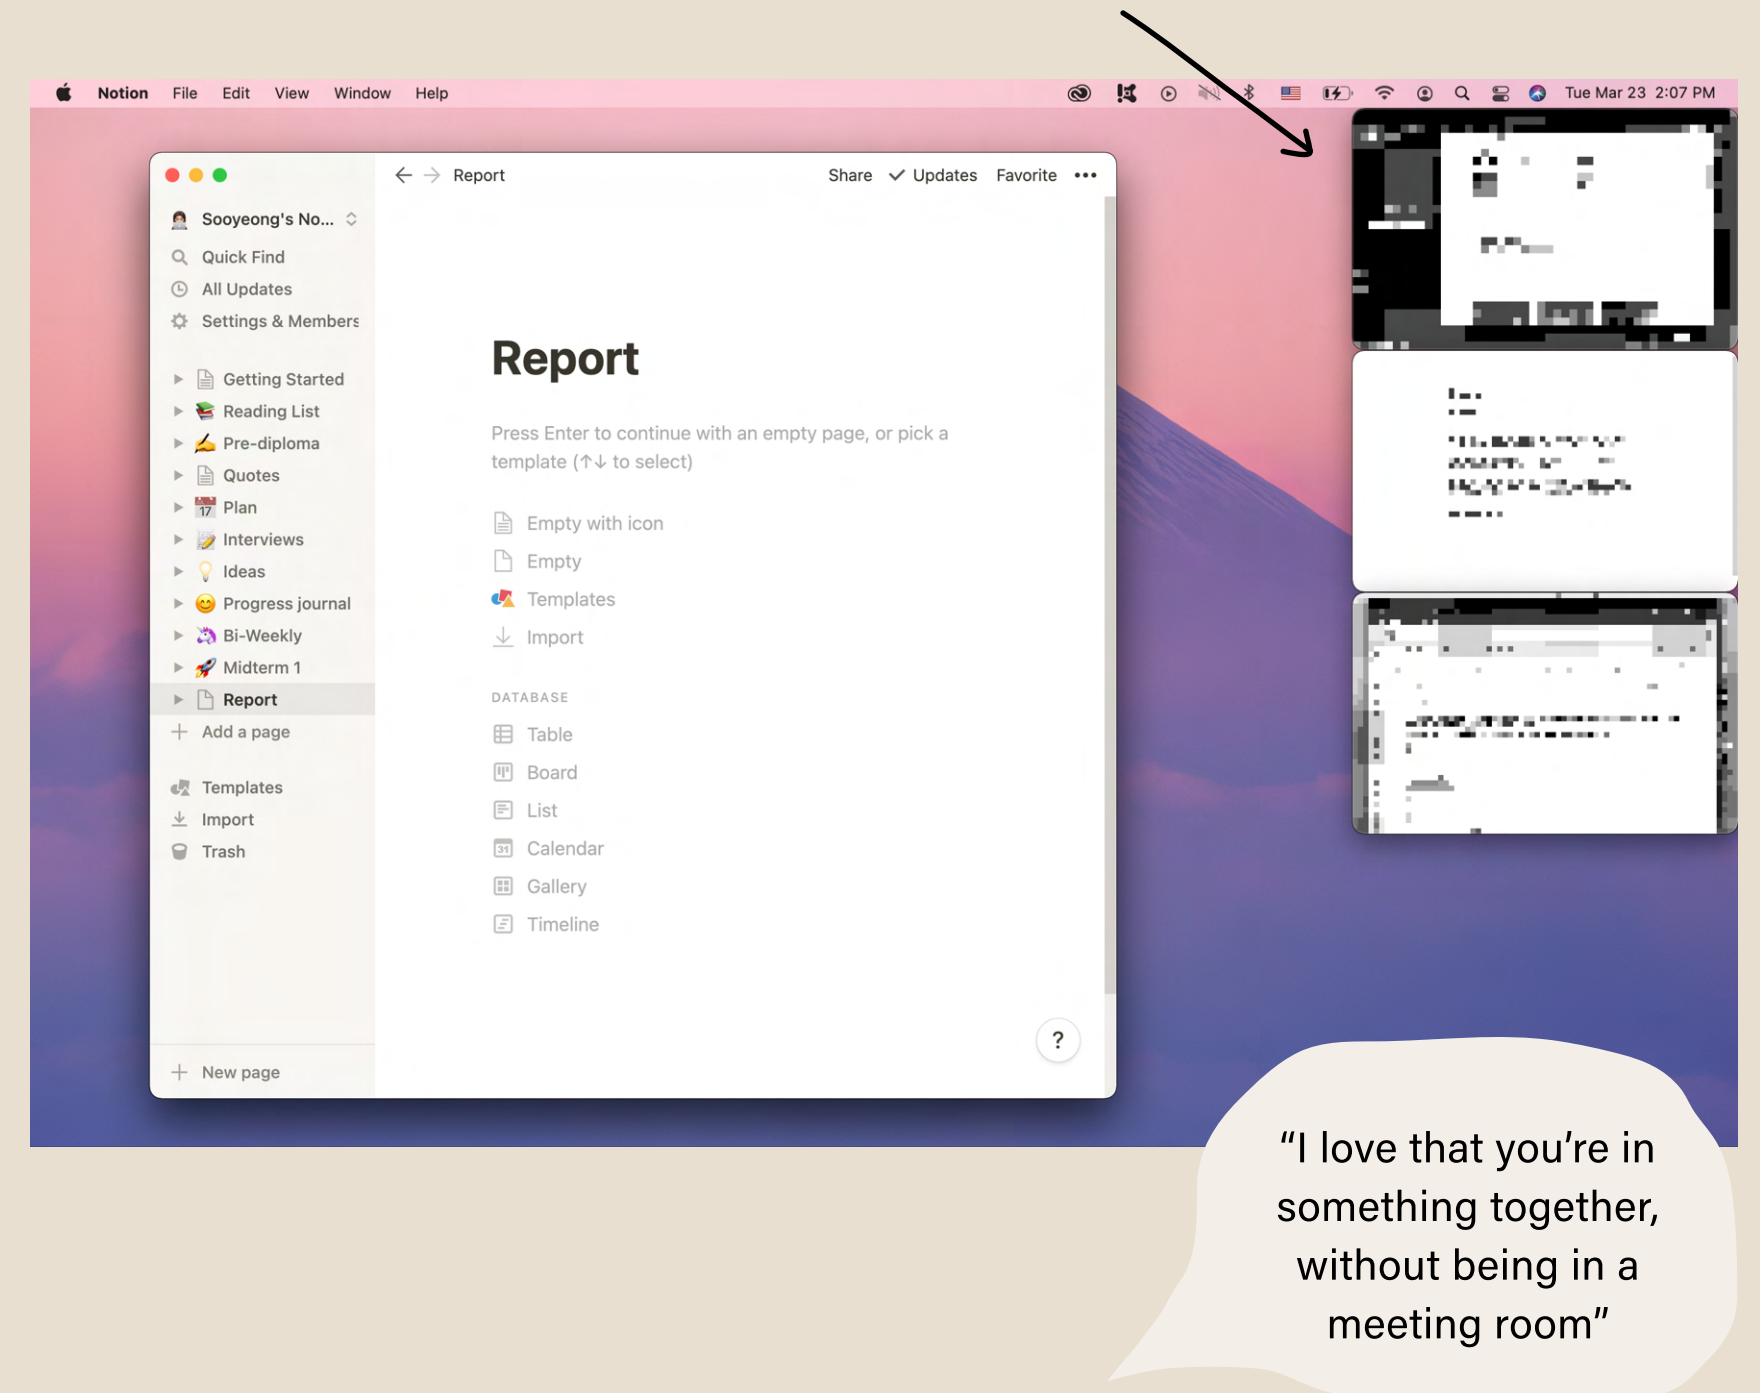 Notion File Edit View Window Help
Tue Mar 23 2:07 PM
Report
Share Updates Favorite
Sooyeong's No...
Quick Find
All Updates
Settings & Members
Getting Started
Reading List
Pre-diploma
Quotes
17 Plan
Interviews
Ideas
Progress journal
Bi-Weekly
Midterm 1
Report
Add a page
Templates
Import
Trash
New page
Report
Press Enter to continue with an empty page, or pick a
template (↑↓ to select)
Empty with icon
Empty
Templates
Import
DATABASE
Table
Board
List
31 Calendar
Gallery
Timeline
?
“I love that you’re in
something together,
without being in a
meeting room”